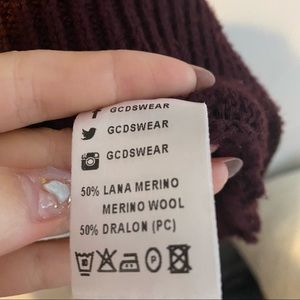 GCDSWEAR
GCDSWEAR
GCDSWEAR
50% LANA MERINO
MERINO WOOL
50% DRALON (PC)
P